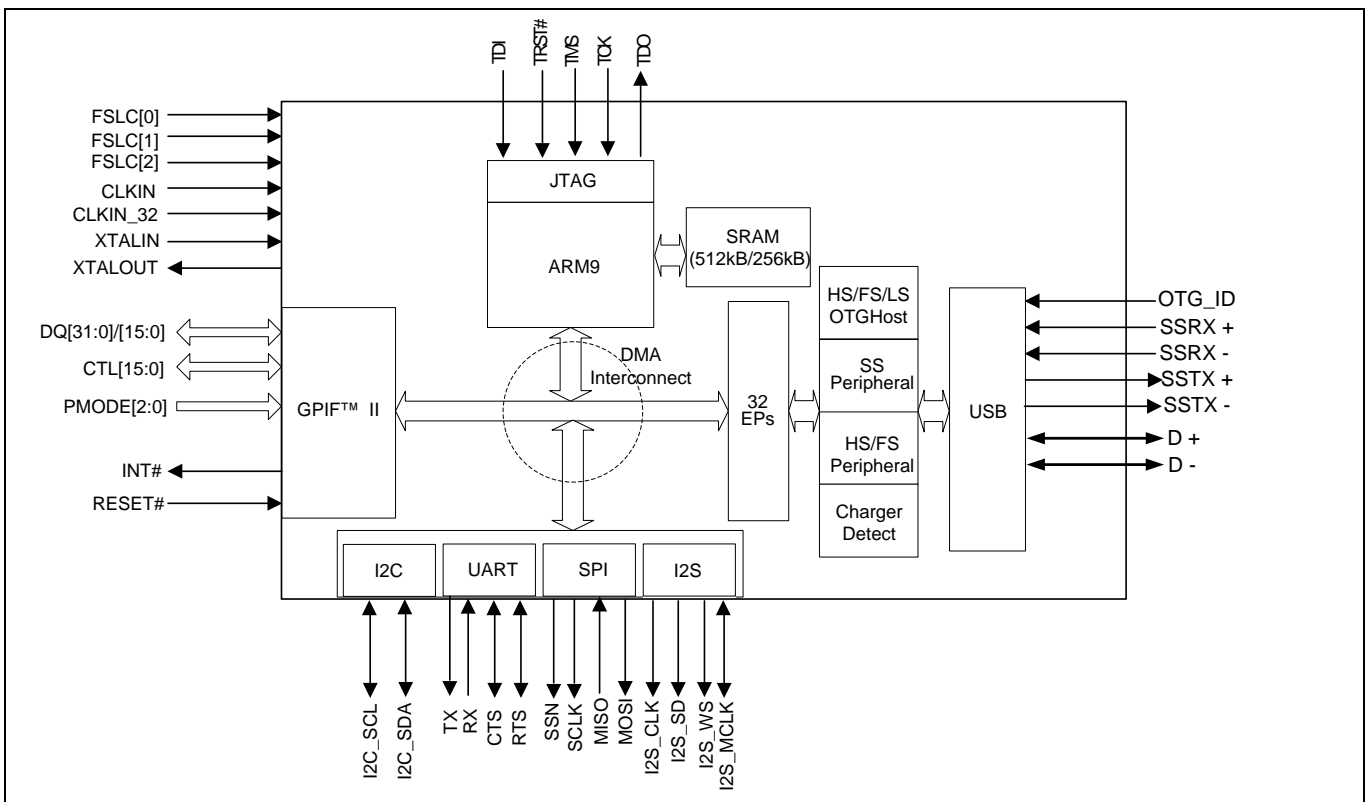 TDI
TRST#
TMS
TCK
TDO
FSLC[0]
FSLC[1]
FSLC[2]
CLKIN
CLKIN_32
XTALIN
XTALOUT
DQ[31:0]/[15:0]
CTL[15:0]
PMODE[2:0]
INT#
RESET#
JTAG
ARM9
SRAM
(512kB/256kB)
GPIF™ II
DMA
Interconnect
32
EPs
HS/FS/LS
OTGHost
SS
Peripheral
HS/FS
Peripheral
Charger
Detect
USB
OTG_ID
SSRX +
SSRX -
SSTX +
SSTX -
D +
D -
I2C
UART
SPI
I2S
I2C_SCL
I2C_SDA
TX
RX
CTS
RTS
SSN
SCLK
MISO
MOSI
I2S_CLK
I2S_SD
I2S_WS
I2S_MCLK